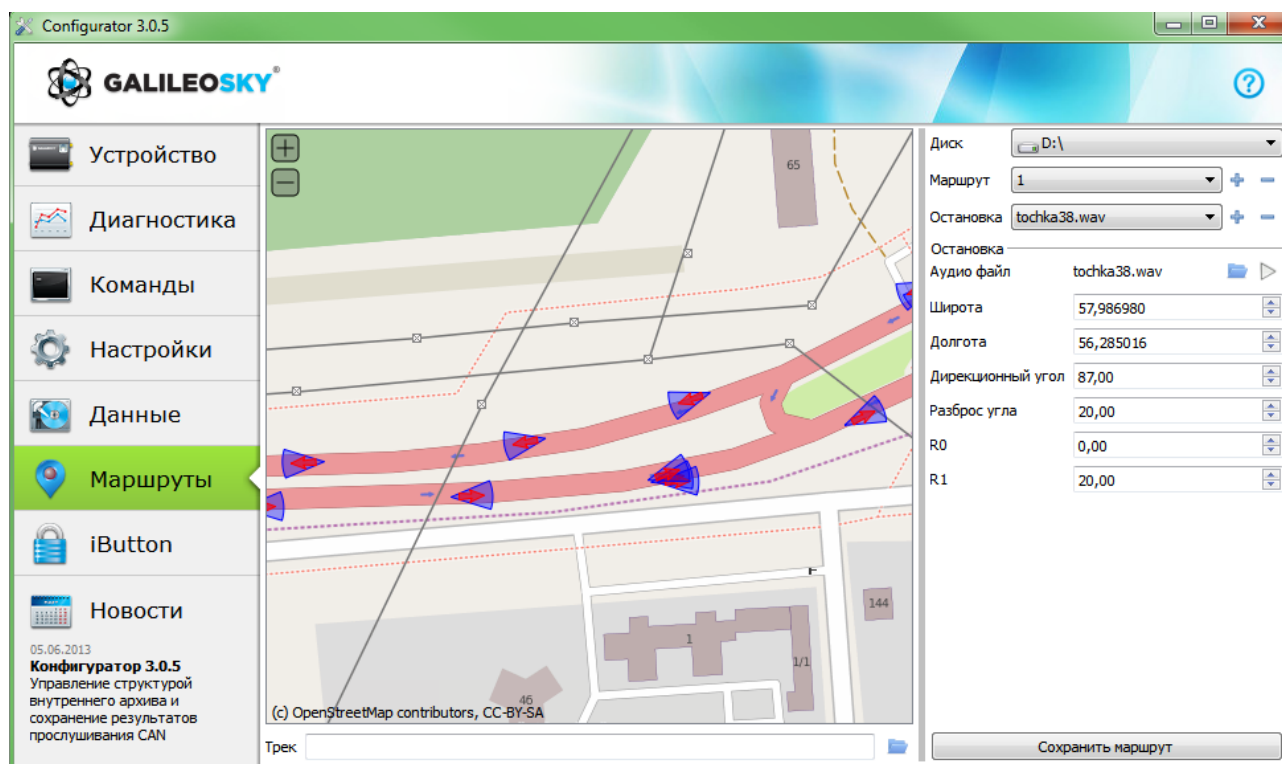 Configurator 3.0.5
GALILEOSKY®
Устройство
Диагностика
Команды
Настройки
Данные
Маршруты
iButton
Новости
05.06.2013
Конфигуратор 3.0.5
Управление структурой
внутреннего архива и
сохранение результатов
прослушивания CAN
65
144
1
1/1
46
(c) OpenStreetMap contributors, CC-BY-SA
Трек
Диск D:\
Маршрут 1
Остановка tochka38.wav
Остановка
Аудио файл tochka38.wav
Широта 57,986980
Долгота 56,285016
Дирекционный угол 87,00
Разброс угла 20,00
R0 0,00
R1 20,00
Сохранить маршрут